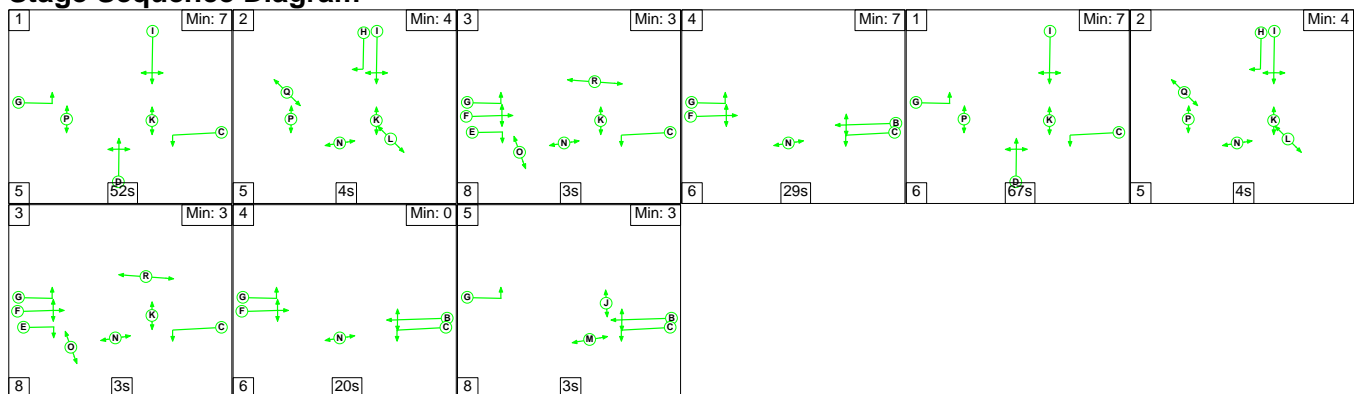 Stage Sequence Diagram
1 Min: 7
I
G
P K
C
D
5 52s
2 Min: 4
H I
Q
P K
N L
5 4s
3 Min: 3
R
G
F K
E C
N
O
8 3s
4 Min: 7
G
F B
C
N
6 29s
1 Min: 7
I
G
P K
C
D
6 67s
2 Min: 4
H I
Q
P K
N L
5 4s
3 Min: 3
R
G
F K
E C
N
O
8 3s
4 Min: 0
G
F B
C
N
6 20s
5 Min: 3
G J
B
C
M
8 3s